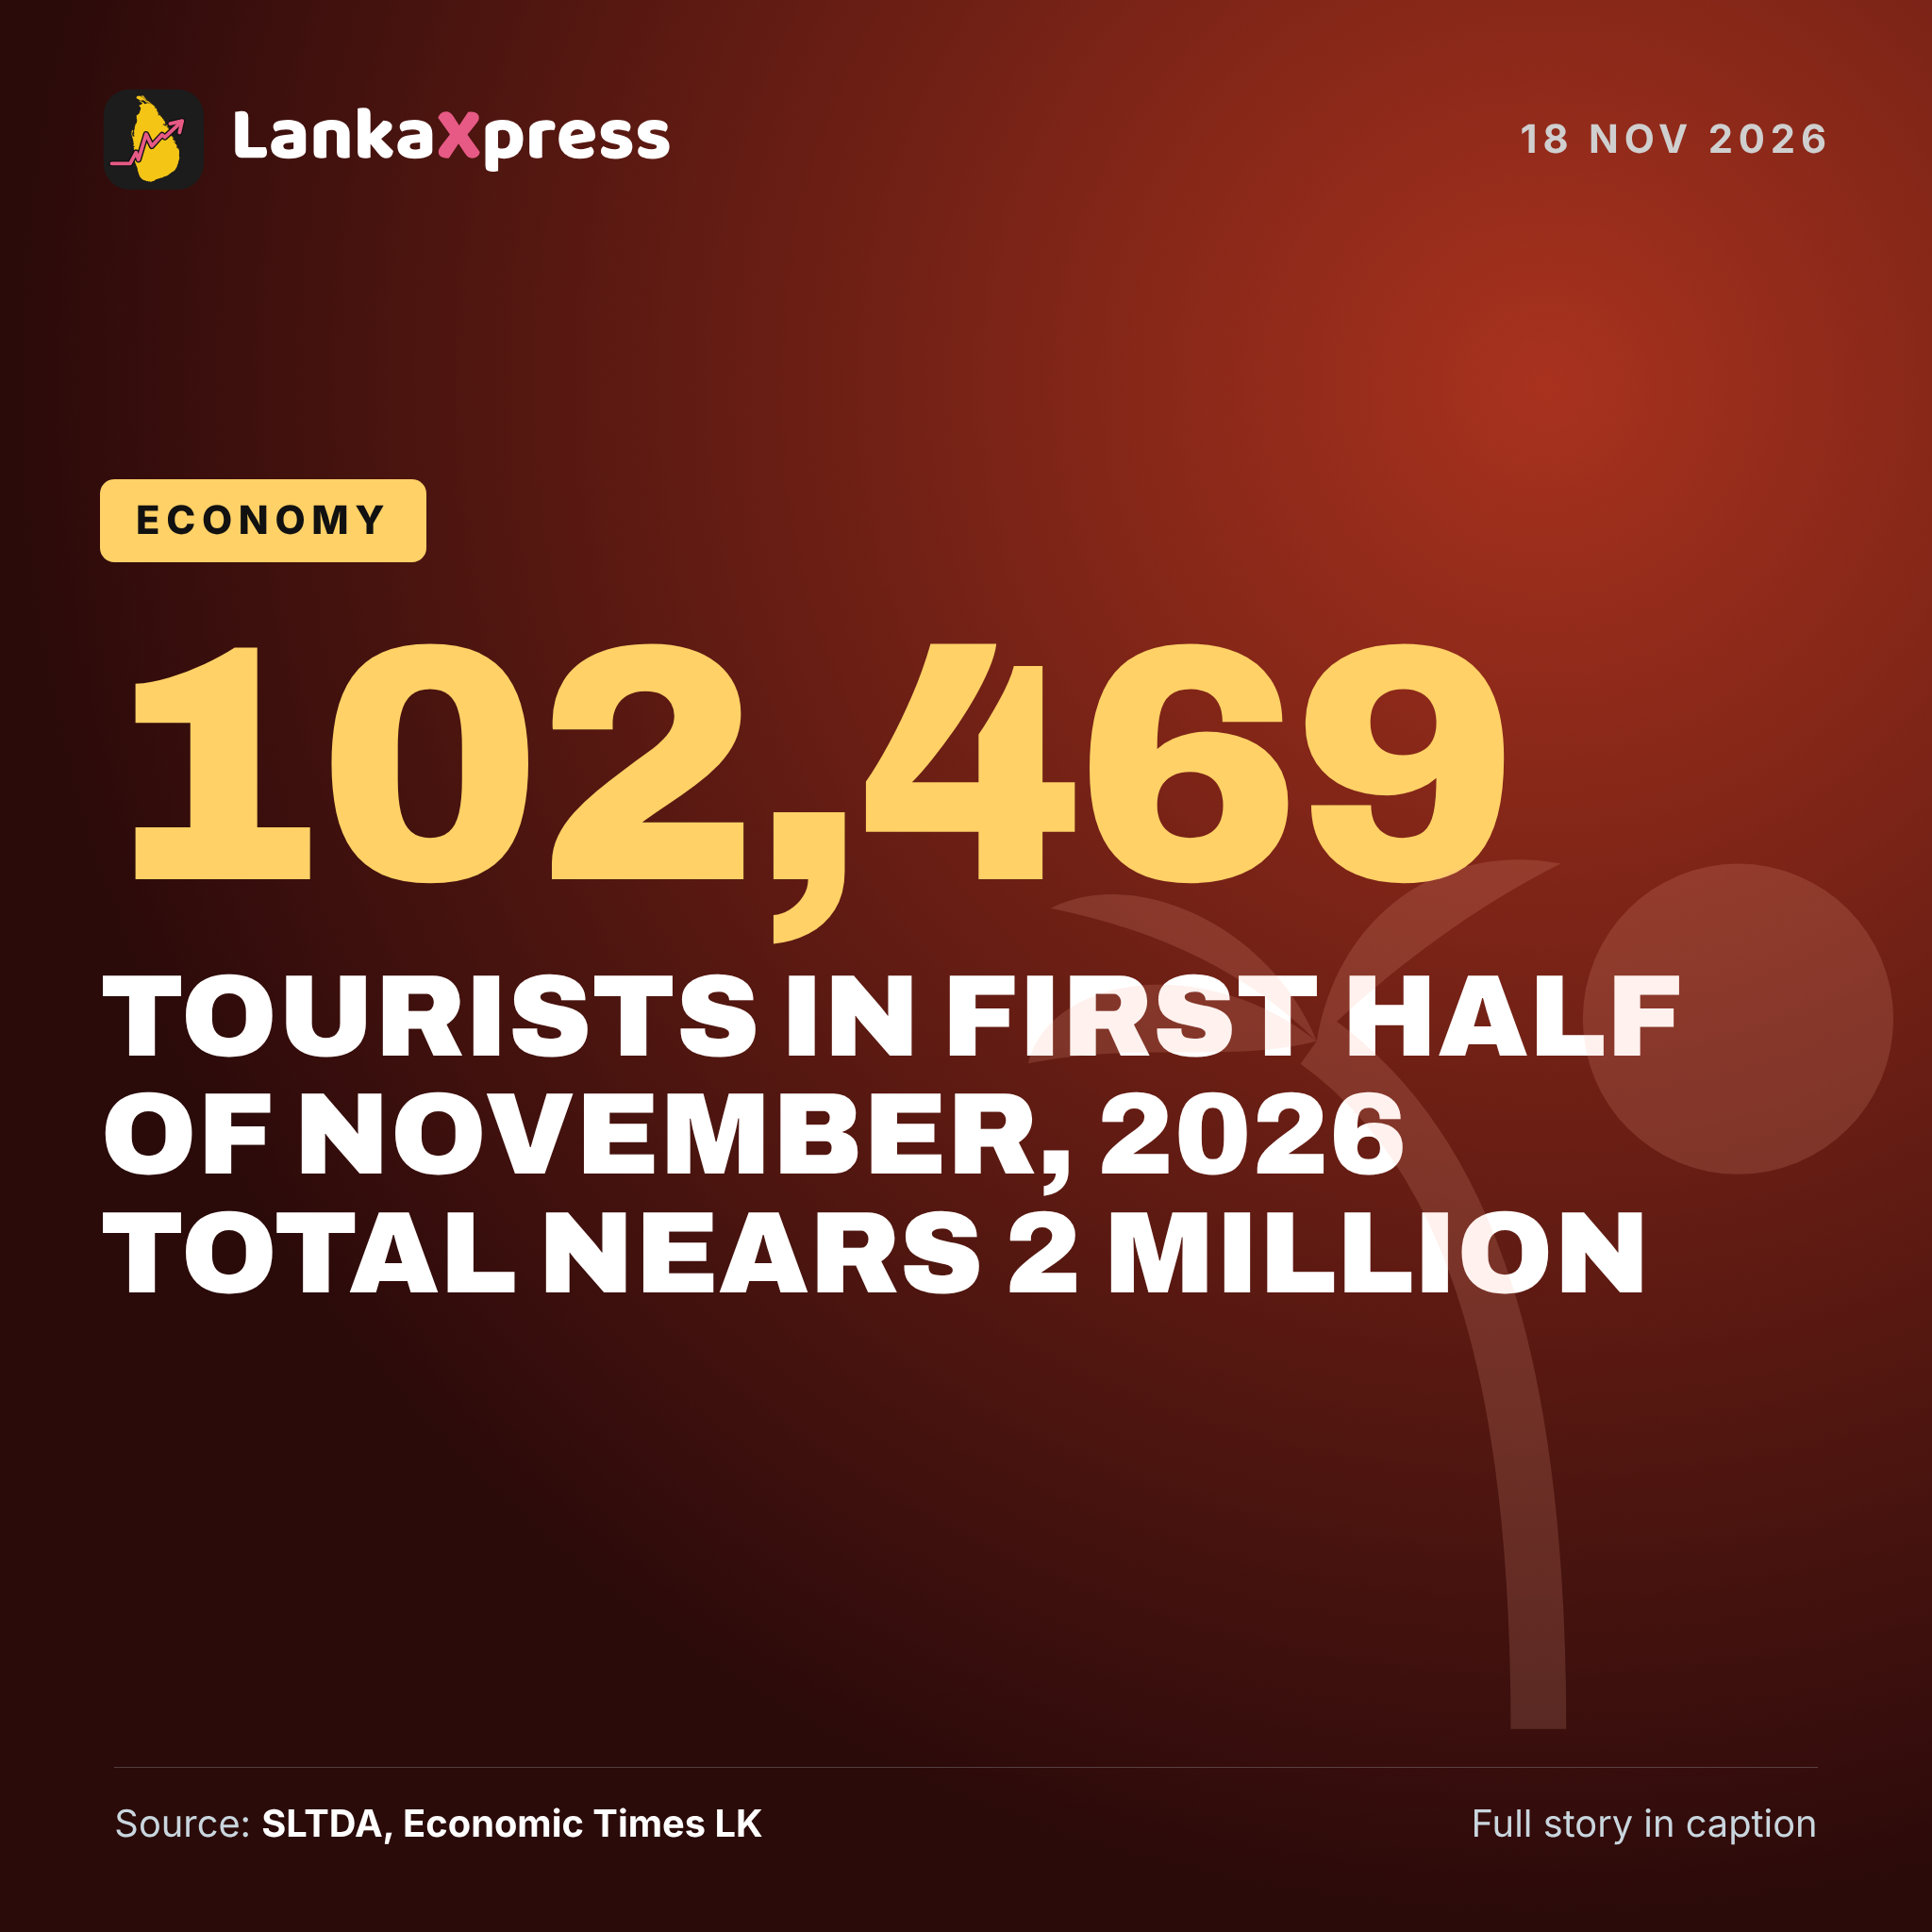 LankaXpress
18 NOV 2026
ECONOMY
102,469
TOURISTS IN FIRST HALF
OF NOVEMBER, 2026
TOTAL NEARS 2 MILLION
Source: SLTDA, Economic Times LK
Full story in caption